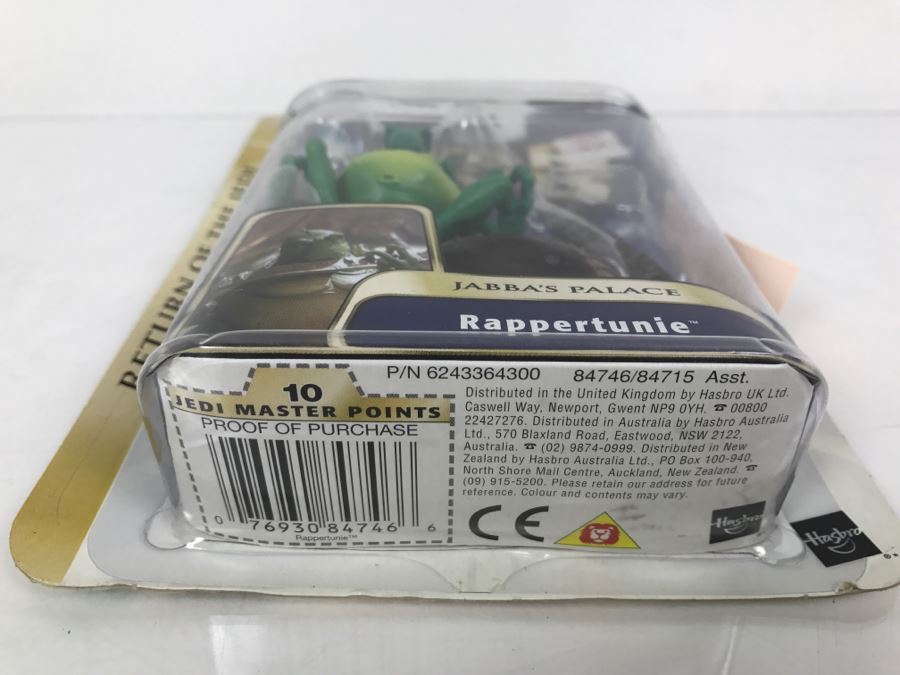 RETURN OF THE JEDI
JABBA'S PALACE
Rappertunie™
P/N 6243364300 84746/84715 Asst.
10
JEDI MASTER POINTS
PROOF OF PURCHASE
0 76930 84746 6
Rappertunie™
Distributed in the United Kingdom by Hasbro UK Ltd.
Caswell Way, Newport, Gwent NP9 0YH. ☎ 00800
22427276. Distributed in Australia by Hasbro Australia
Ltd., 570 Blaxland Road, Eastwood, NSW 2122,
Australia. ☎ (02) 9874-0999. Distributed in New
Zealand by Hasbro Australia Ltd., PO Box 100-940,
North Shore Mail Centre, Auckland, New Zealand. ☎
(09) 915-5200. Please retain our address for future
reference. Colour and contents may vary.
CE
Hasbro
Hasbro